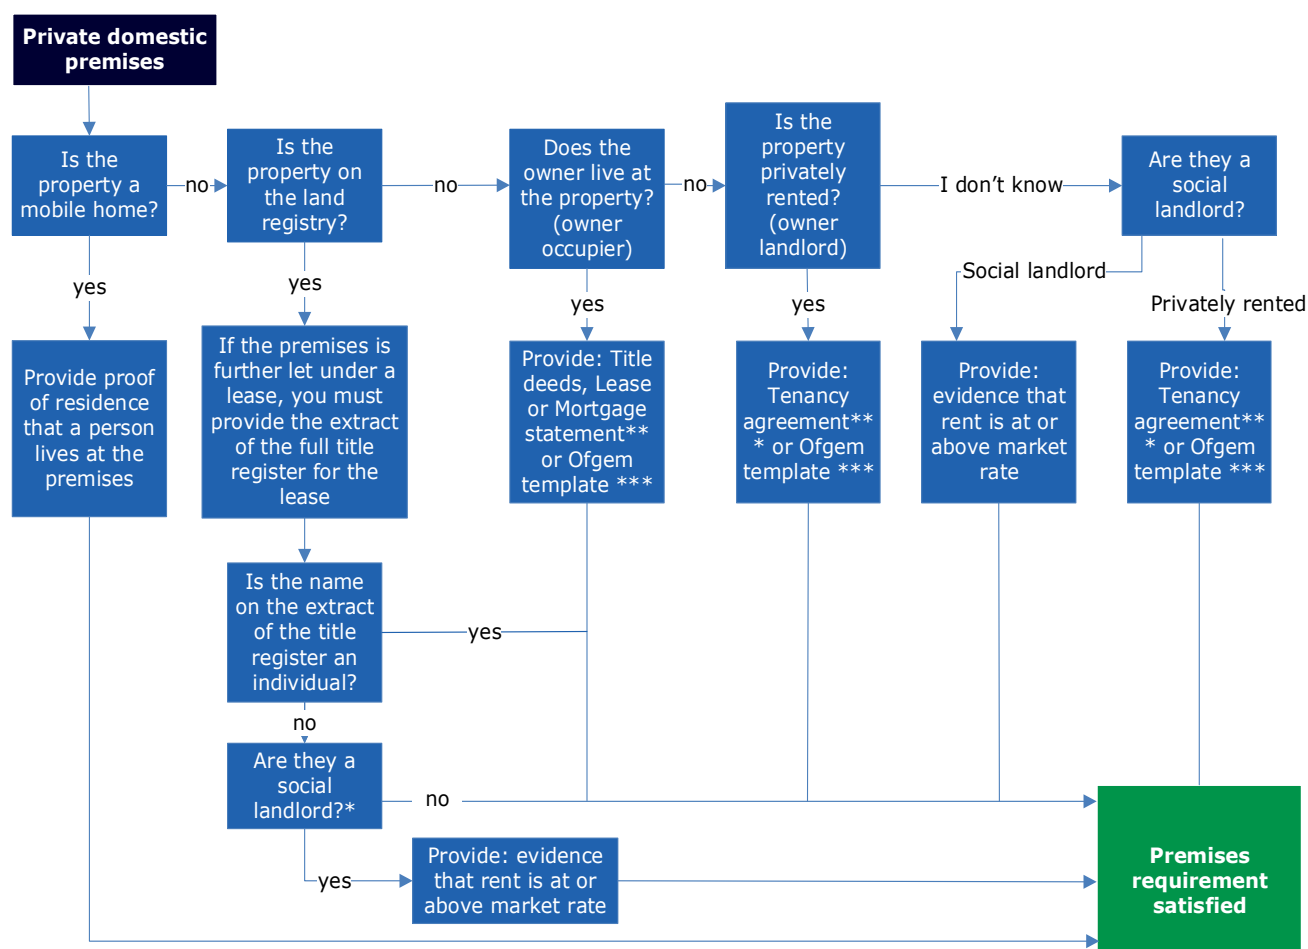 Private domestic
premises
Is the
property a
mobile home?
no
Is the
property on
the land
registry?
no
Does the
owner live at
the property?
(owner
occupier)
no
Is the
property
privately
rented?
(owner
landlord)
I don’t know
Are they a
social
landlord?
yes
yes
yes
yes
Social landlord
Privately rented
Provide proof
of residence
that a person
lives at the
premises
If the premises is
further let under a
lease, you must
provide the extract
of the full title
register for the
lease
Provide: Title
deeds, Lease
or Mortgage
statement**
or Ofgem
template ***
Provide:
Tenancy
agreement**
* or Ofgem
template ***
Provide:
evidence that
rent is at or
above market
rate
Provide:
Tenancy
agreement**
* or Ofgem
template ***
Is the name
on the extract
of the title
register an
individual?
yes
no
Are they a
social
landlord?*
no
yes
Provide: evidence
that rent is at or
above market rate
Premises
requirement
satisfied